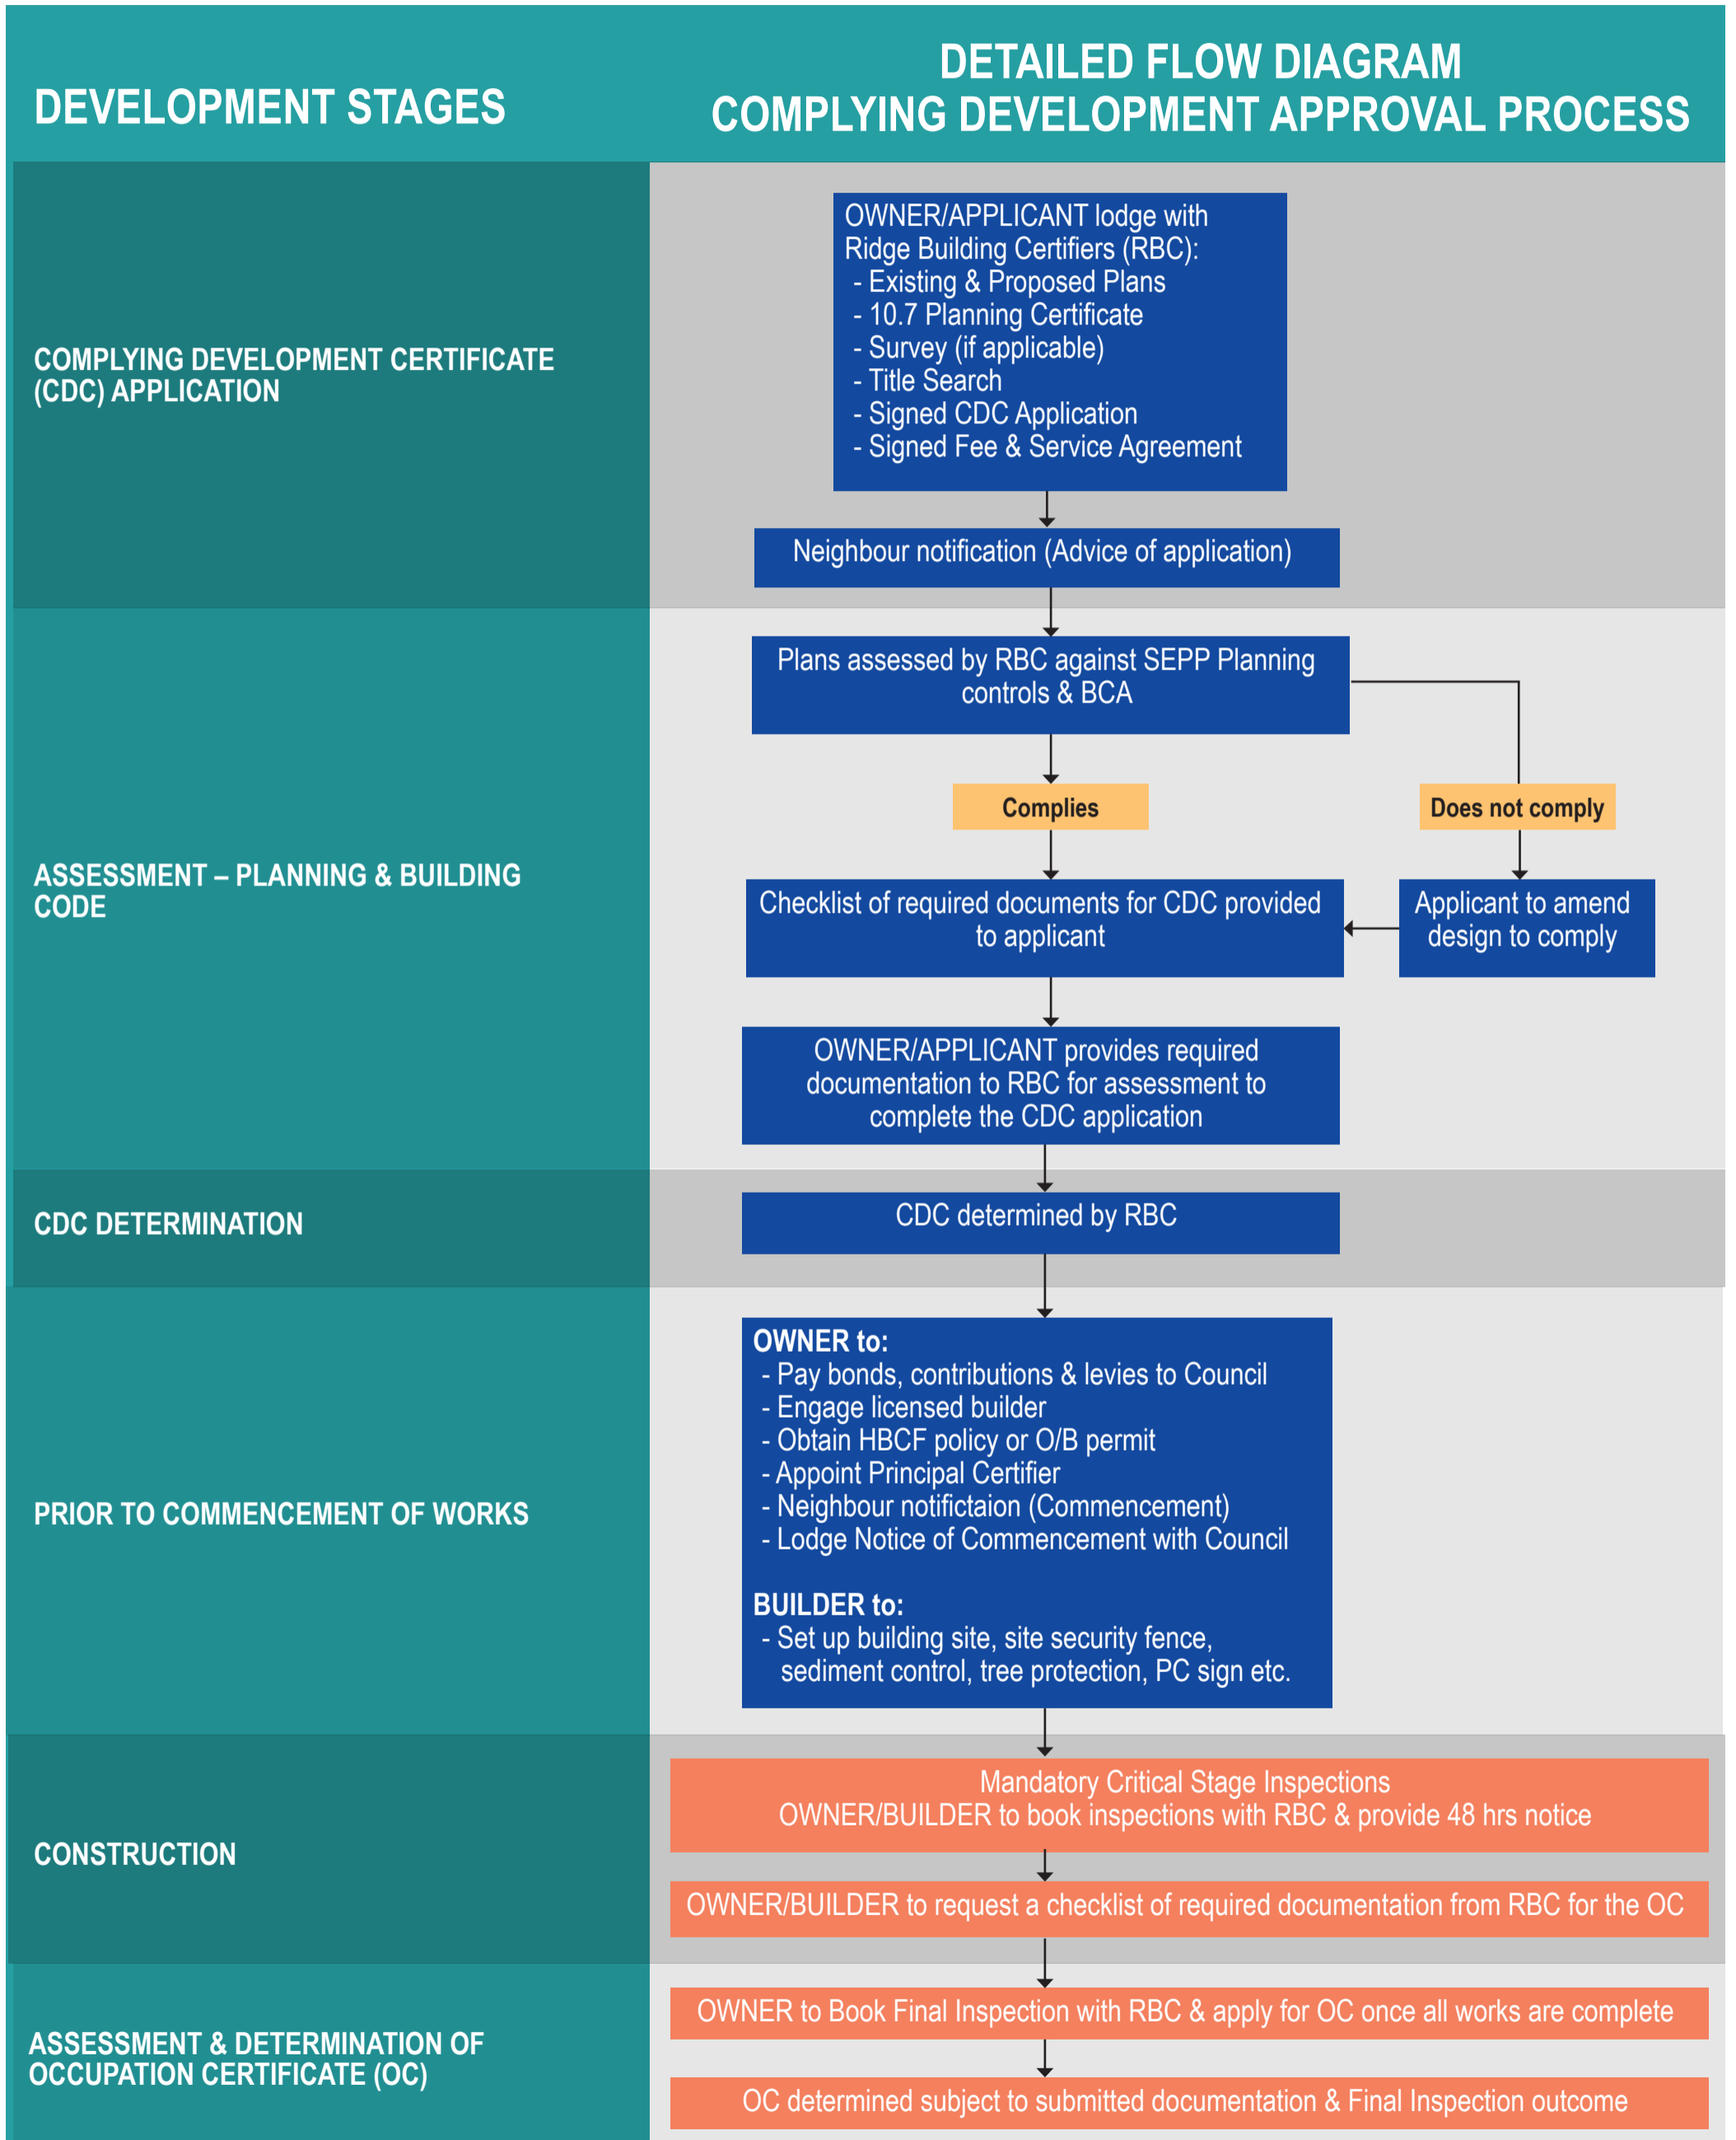 DEVELOPMENT STAGES
DETAILED FLOW DIAGRAM
COMPLYING DEVELOPMENT APPROVAL PROCESS
COMPLYING DEVELOPMENT CERTIFICATE
(CDC) APPLICATION
OWNER/APPLICANT lodge with
Ridge Building Certifiers (RBC):
- Existing & Proposed Plans
- 10.7 Planning Certificate
- Survey (if applicable)
- Title Search
- Signed CDC Application
- Signed Fee & Service Agreement
Neighbour notification (Advice of application)
ASSESSMENT – PLANNING & BUILDING
CODE
Plans assessed by RBC against SEPP Planning
controls & BCA
Complies
Does not comply
Checklist of required documents for CDC provided
to applicant
Applicant to amend
design to comply
OWNER/APPLICANT provides required
documentation to RBC for assessment to
complete the CDC application
CDC DETERMINATION
CDC determined by RBC
PRIOR TO COMMENCEMENT OF WORKS
OWNER to:
- Pay bonds, contributions & levies to Council
- Engage licensed builder
- Obtain HBCF policy or O/B permit
- Appoint Principal Certifier
- Neighbour notifictaion (Commencement)
- Lodge Notice of Commencement with Council
BUILDER to:
- Set up building site, site security fence,
sediment control, tree protection, PC sign etc.
CONSTRUCTION
Mandatory Critical Stage Inspections
OWNER/BUILDER to book inspections with RBC & provide 48 hrs notice
OWNER/BUILDER to request a checklist of required documentation from RBC for the OC
ASSESSMENT & DETERMINATION OF
OCCUPATION CERTIFICATE (OC)
OWNER to Book Final Inspection with RBC & apply for OC once all works are complete
OC determined subject to submitted documentation & Final Inspection outcome